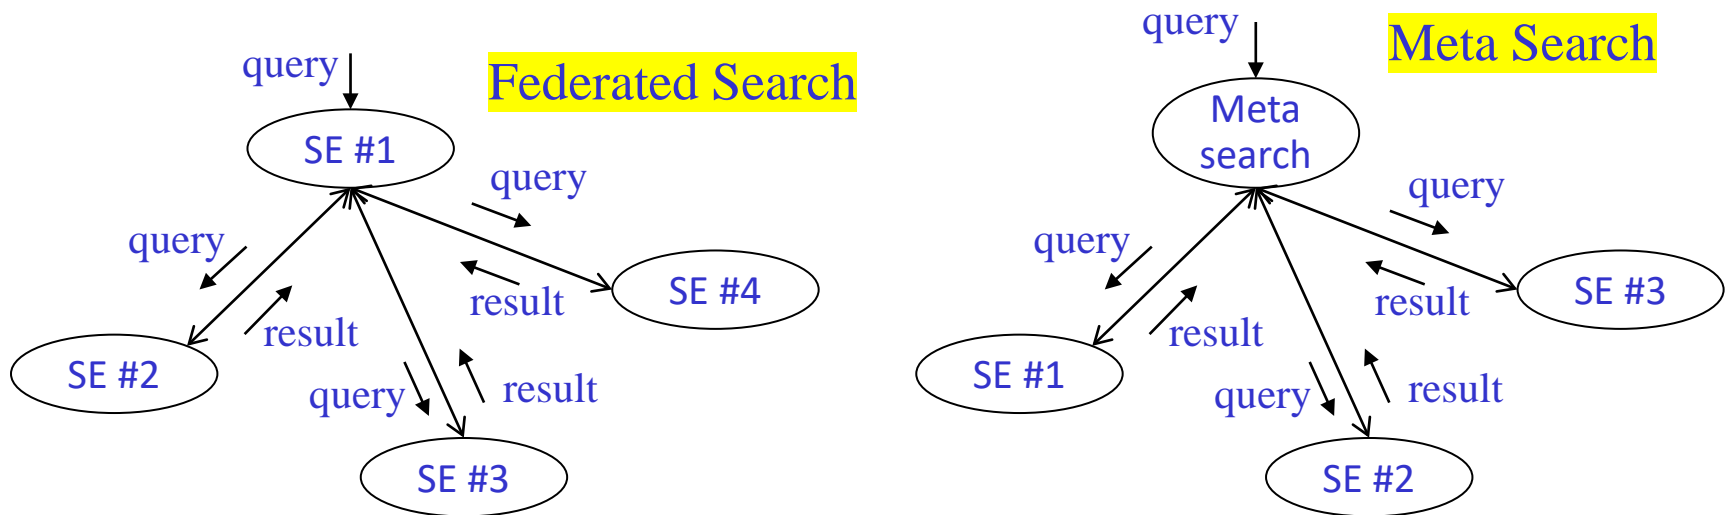 query
Federated Search
SE #1
query
query
SE #4
result
result
SE #2
query
result
SE #3
query
Meta Search
Meta
search
query
query
SE #3
result
result
SE #1
query
result
SE #2